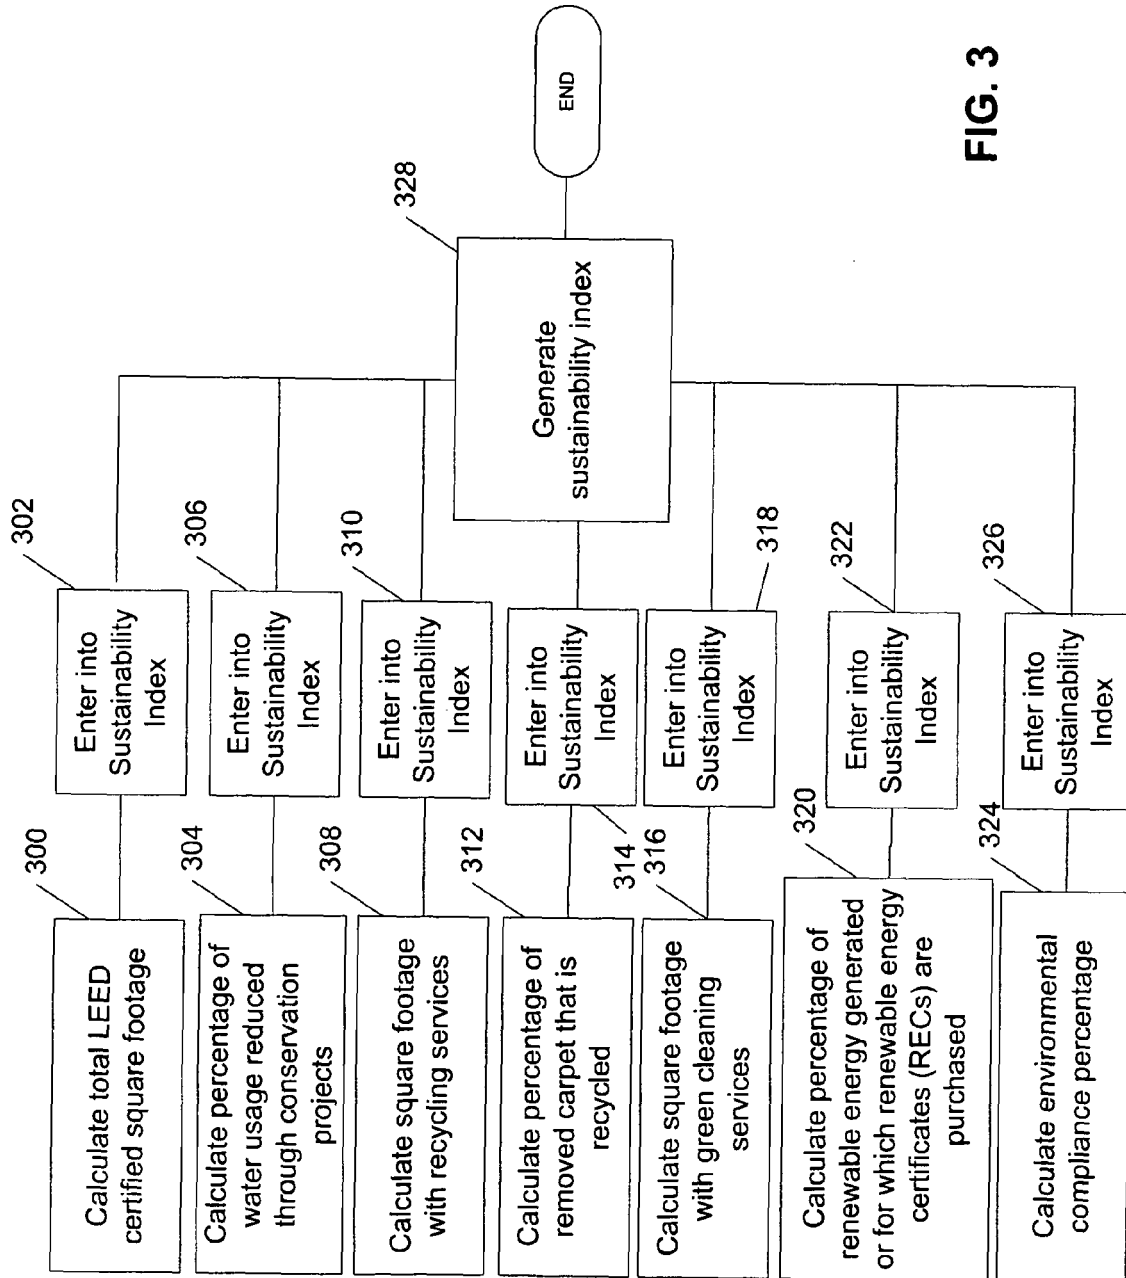 300
Calculate total LEED
certified square footage
302
Enter into
Sustainability
Index
304
Calculate percentage of
water usage reduced
through conservation
projects
306
Enter into
Sustainability
Index
308
Calculate square footage
with recycling services
310
Enter into
Sustainability
Index
312
Calculate percentage of
removed carpet that is
recycled
314
Enter into
Sustainability
Index
316
Calculate square footage
with green cleaning
services
318
Enter into
Sustainability
Index
320
Calculate percentage of
renewable energy generated
or for which renewable energy
certificates (RECs) are
purchased
322
Enter into
Sustainability
Index
324
Calculate environmental
compliance percentage
326
Enter into
Sustainability
Index
328
Generate
sustainability index
END
FIG. 3